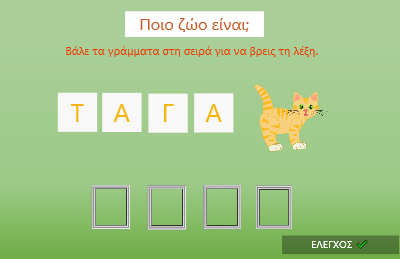 Ποιο ζώο είναι;
Βάλε τα γράμματα στη σειρά για να βρεις τη λέξη.
Τ Α Γ Α
ΕΛΕΓΧΟΣ